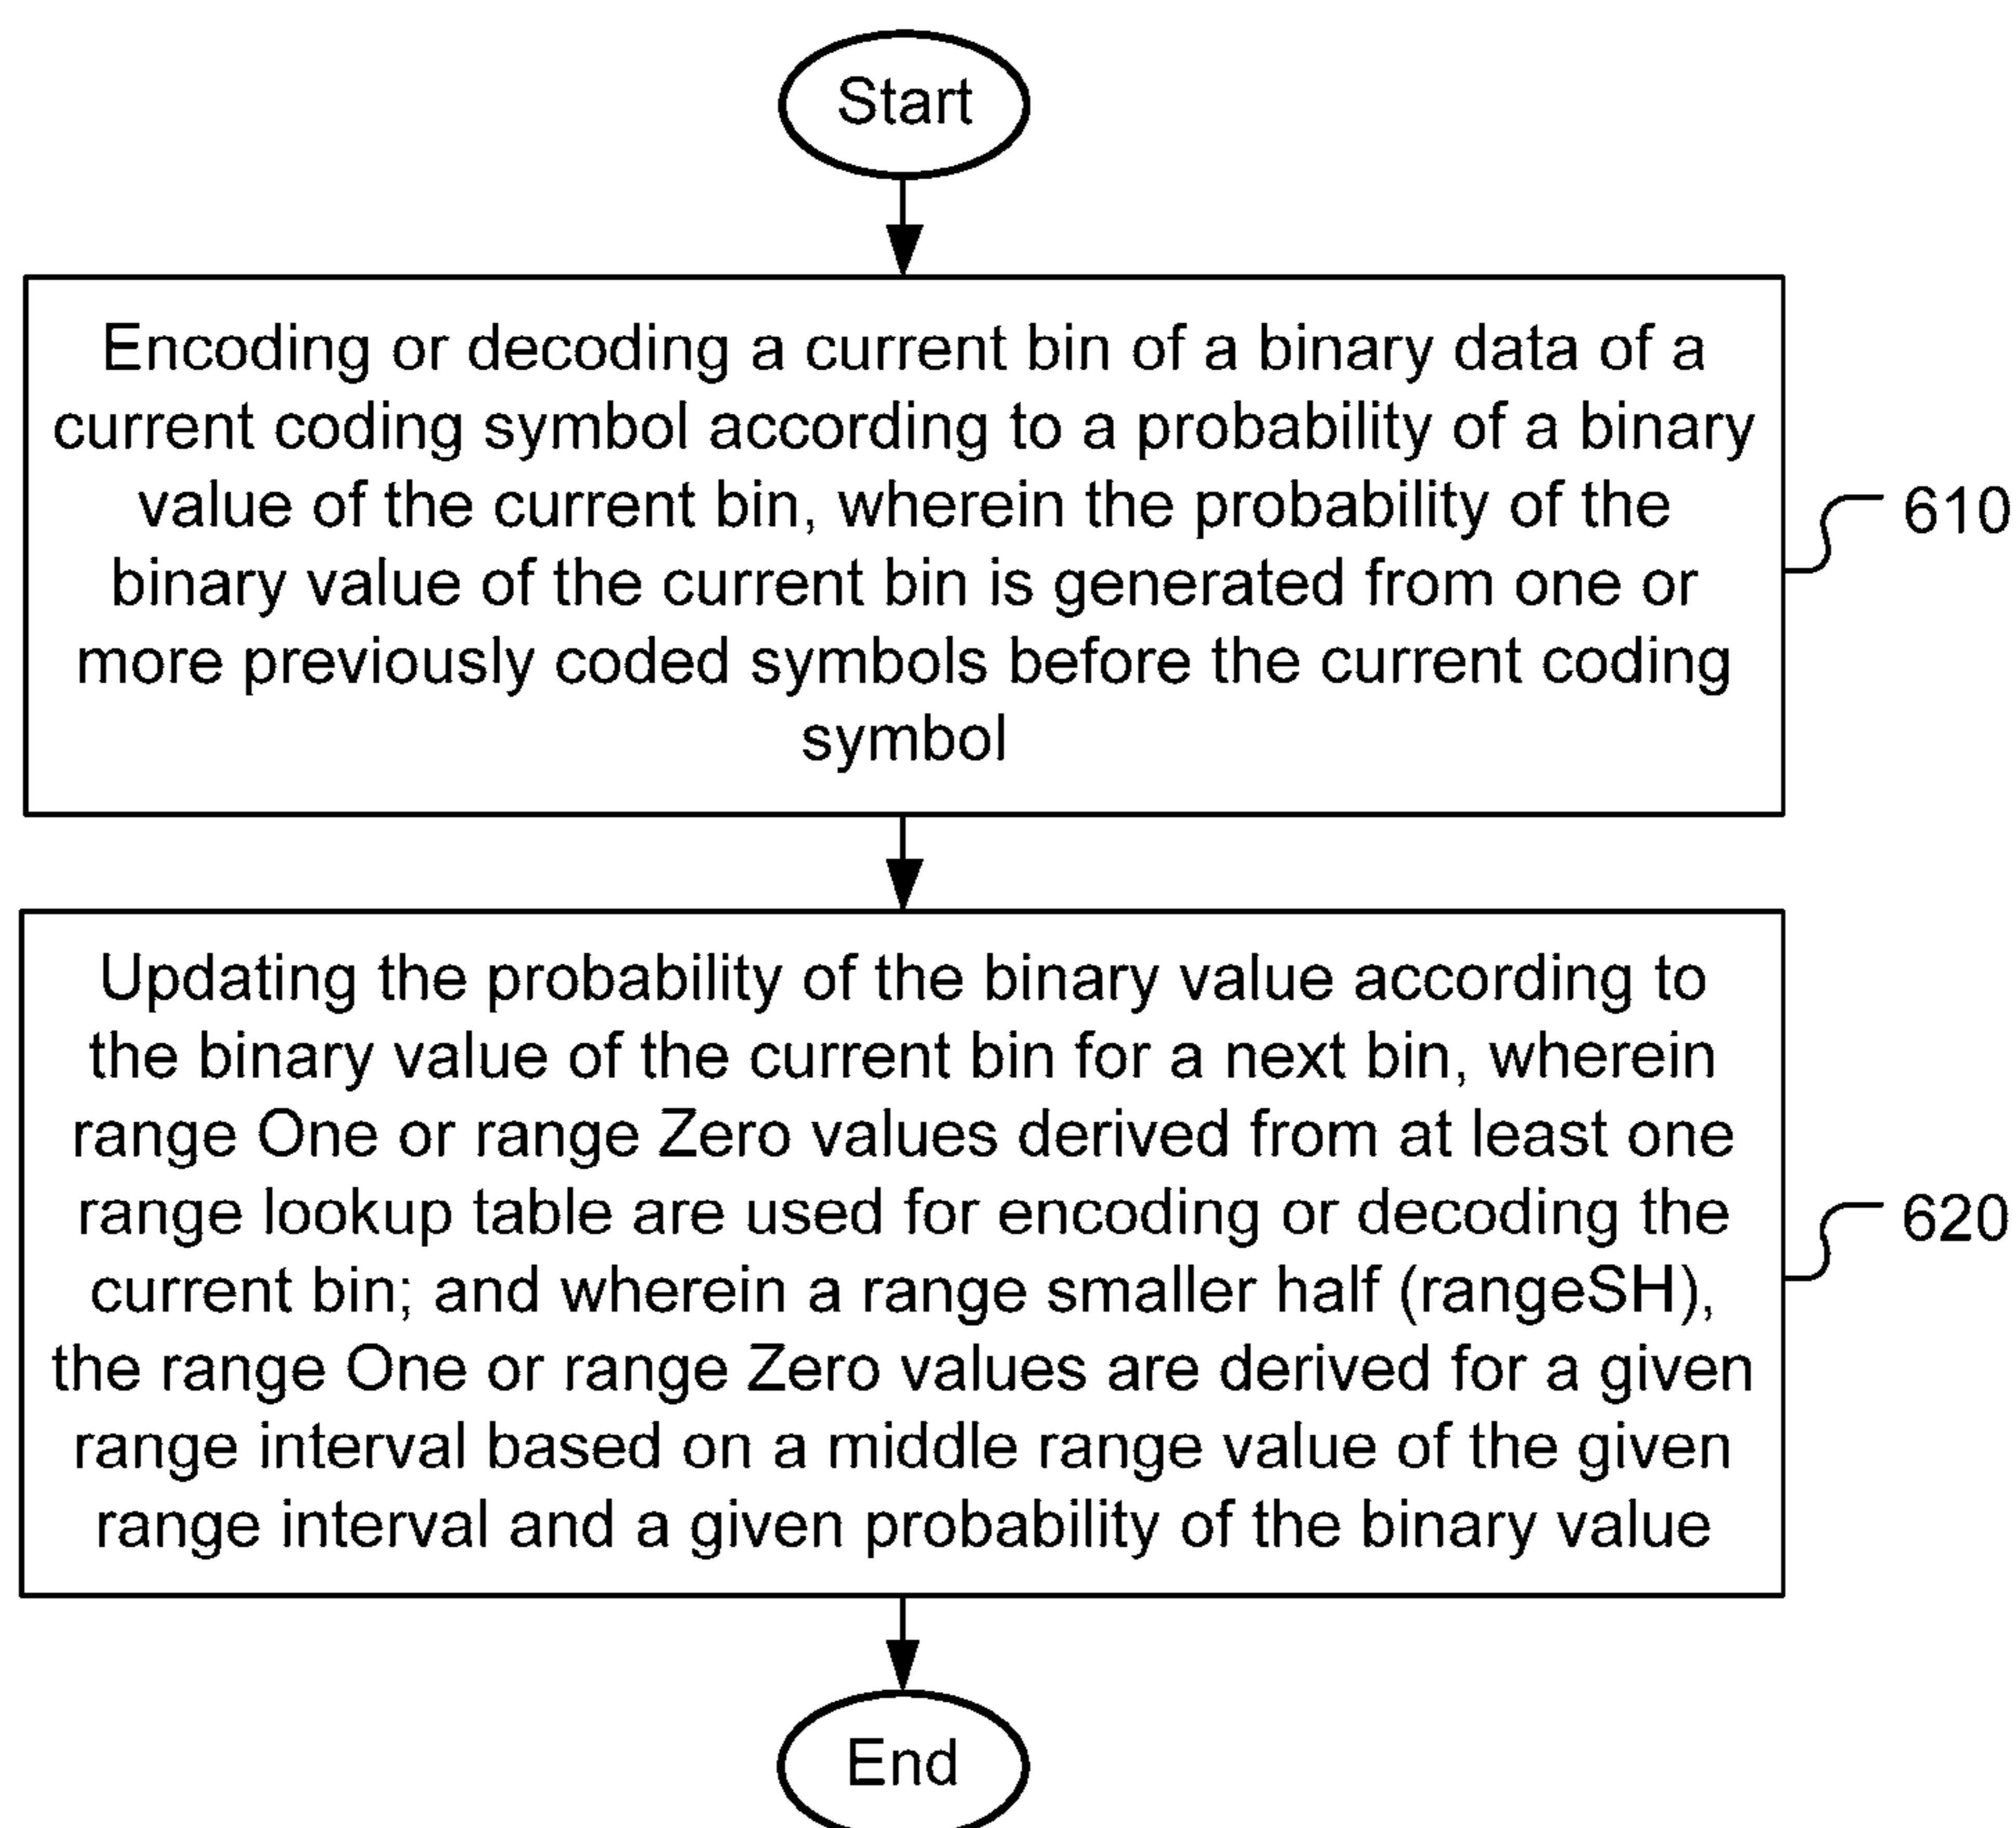 Start
Encoding or decoding a current bin of a binary data of a
current coding symbol according to a probability of a binary
value of the current bin, wherein the probability of the
binary value of the current bin is generated from one or
more previously coded symbols before the current coding
symbol
610
Updating the probability of the binary value according to
the binary value of the current bin for a next bin, wherein
range One or range Zero values derived from at least one
range lookup table are used for encoding or decoding the
current bin; and wherein a range smaller half (rangeSH),
the range One or range Zero values are derived for a given
range interval based on a middle range value of the given
range interval and a given probability of the binary value
620
End